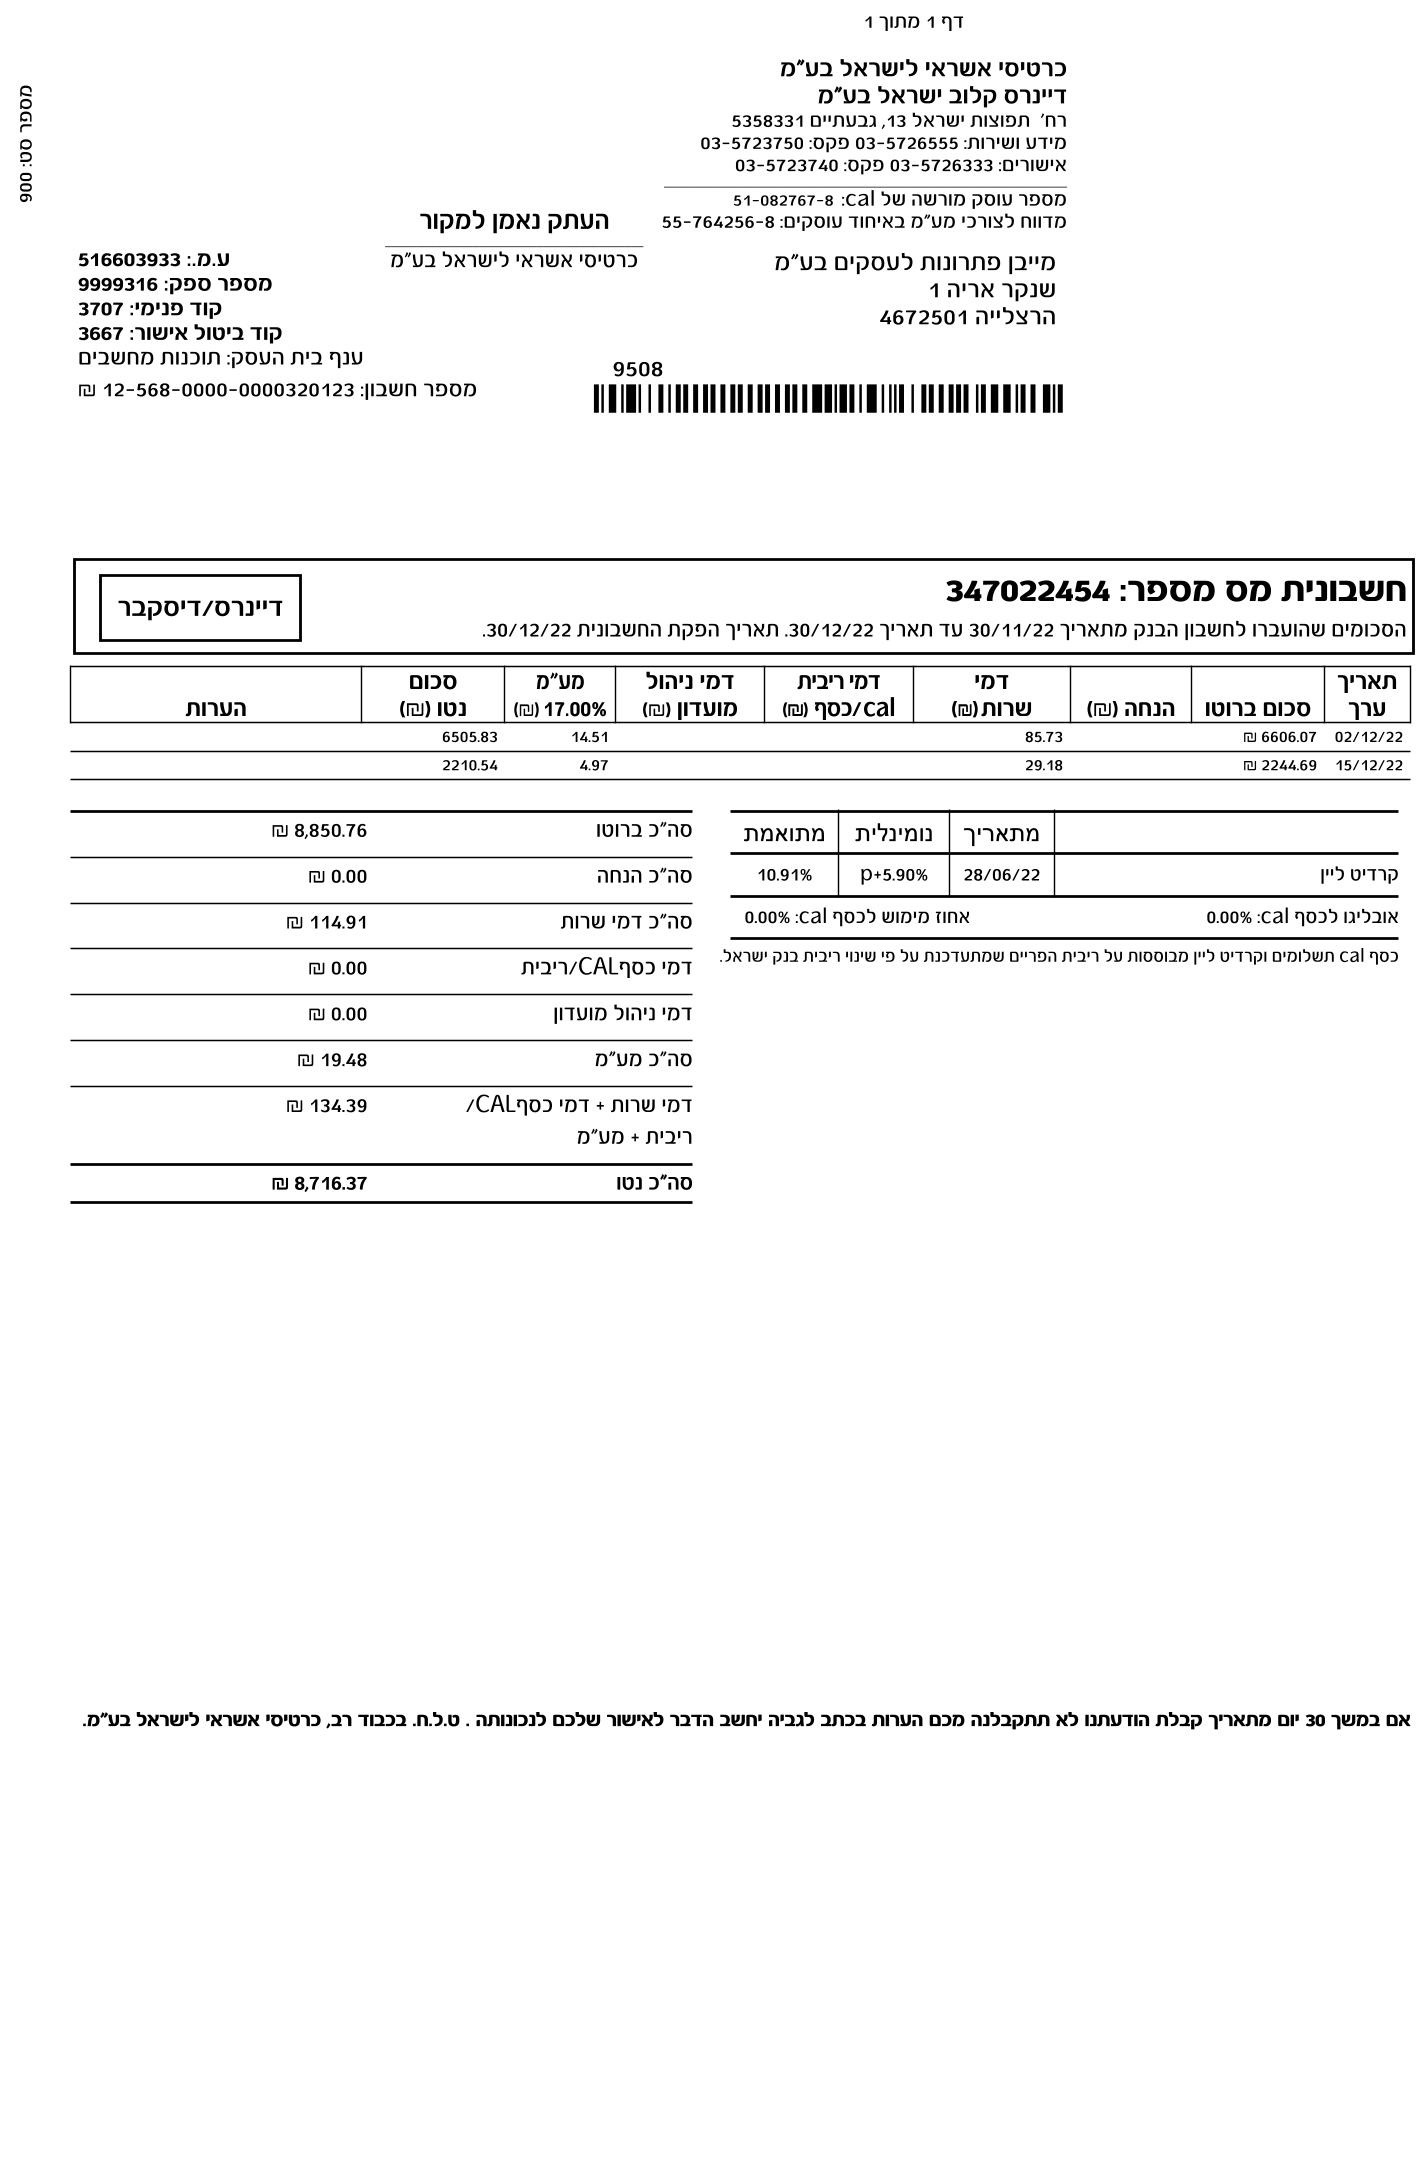 דף 1 מתוך 1
מספר סט: 900
כרטיסי אשראי לישראל בע"מ
דיינרס קלוב ישראל בע"מ
רח' תפוצות ישראל 13, גבעתיים 5358331
מידע ושירות: 03-5726555 פקס: 03-5723750
אישורים: 03-5726333 פקס: 03-5723740
מספר עוסק מורשה של cal: 51-082767-8
מדווח לצורכי מע"מ באיחוד עוסקים: 55-764256-8
העתק נאמן למקור
כרטיסי אשראי לישראל בע"מ
מייבן פתרונות לעסקים בע"מ
שנקר אריה 1
הרצלייה 4672501
ע.מ.: 516603933
מספר ספק: 9999316
קוד פנימי: 3707
קוד ביטול אישור: 3667
ענף בית העסק: תוכנות מחשבים
מספר חשבון: 12-568-0000-0000320123 ₪
9508
חשבונית מס מספר: 347022454
הסכומים שהועברו לחשבון הבנק מתאריך 30/11/22 עד תאריך 30/12/22. תאריך הפקת החשבונית 30/12/22.
דיינרס/דיסקבר
תאריך ערך סכום ברוטו הנחה (₪) דמי שרות(₪) דמי ריבית cal/כסף (₪) דמי ניהול מועדון (₪) מע"מ 17.00% (₪) סכום נטו (₪) הערות
02/12/22 6606.07 ₪ 85.73 14.51 6505.83
15/12/22 2244.69 ₪ 29.18 4.97 2210.54
מתאריך נומינלית מתואמת
קרדיט ליין 28/06/22 p+5.90% 10.91%
אובליגו לכסף cal: 0.00% אחוז מימוש לכסף cal: 0.00%
כסף cal תשלומים וקרדיט ליין מבוססות על ריבית הפריים שמתעדכנת על פי שינוי ריבית בנק ישראל.
סה"כ ברוטו 8,850.76 ₪
סה"כ הנחה 0.00 ₪
סה"כ דמי שרות 114.91 ₪
דמי כסףCAL/ריבית 0.00 ₪
דמי ניהול מועדון 0.00 ₪
סה"כ מע"מ 19.48 ₪
דמי שרות + דמי כסףCAL/ 134.39 ₪
ריבית + מע"מ
סה"כ נטו 8,716.37 ₪
אם במשך 30 יום מתאריך קבלת הודעתנו לא תתקבלנה מכם הערות בכתב לגביה יחשב הדבר לאישור שלכם לנכונותה . ט.ל.ח. בכבוד רב, כרטיסי אשראי לישראל בע"מ.